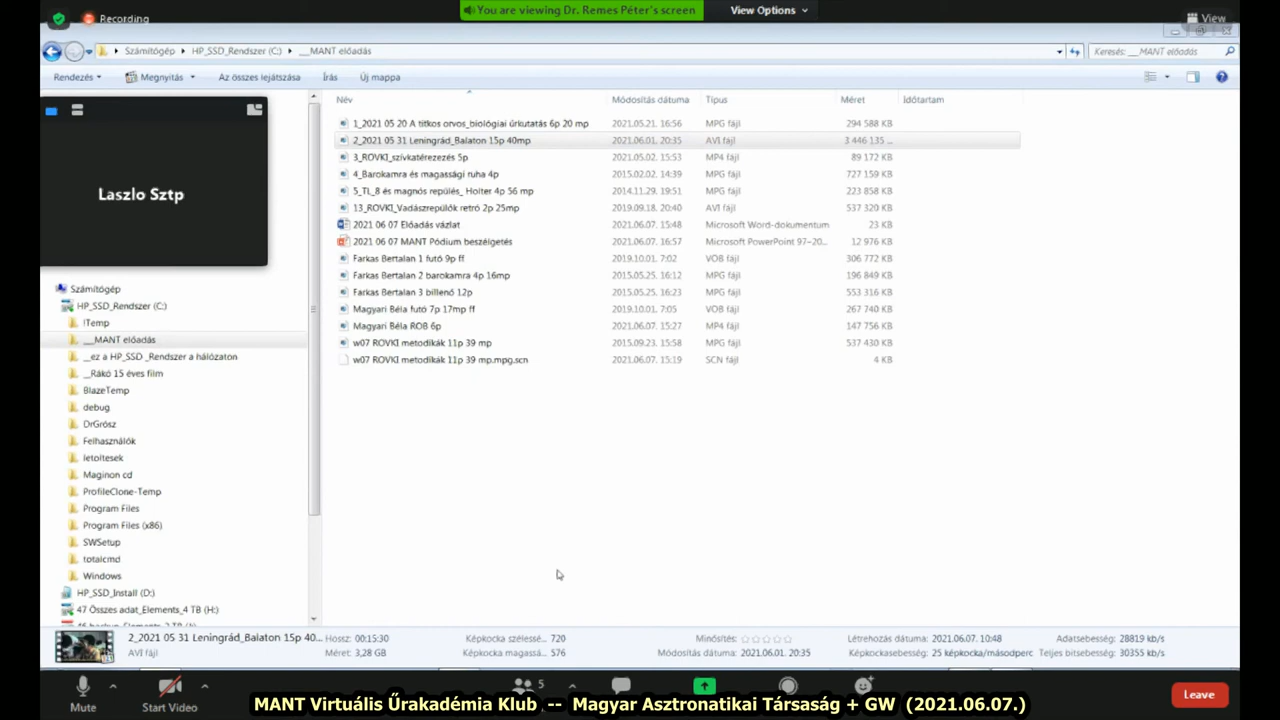 Recording
You are viewing Dr. Remes Péter's screen
View Options
View
Számítógép
HP_SSD_Rendszer (C:)
__MANT előadás
Keresés: __MANT előadás
Rendezés
Megnyitás
Az összes lejátszása
Írás
Új mappa
Név
Módosítás dátuma
Típus
Méret
Időtartam
1_2021 05 20 A titkos orvos_biológiai űrkutatás 6p 20 mp 2021.05.21. 16:56 MPG fájl 294 588 KB
2_2021 05 31 Leningrád_Balaton 15p 40mp 2021.06.01. 20:35 AVI fájl 3 446 135 ...
3_ROVKI_szívkatérezezés 5p 2021.05.02. 15:53 MP4 fájl 89 172 KB
4_Barokamra és magassági ruha 4p 2015.02.02. 14:39 MPG fájl 727 159 KB
5_TL_8 és magnós repülés_ Holter 4p 56 mp 2014.11.29. 19:51 MPG fájl 223 858 KB
13_ROVKI_Vadászrepülők retró 2p 25mp 2019.09.18. 20:40 AVI fájl 537 320 KB
2021 06 07 Előadás vázlat 2021.06.07. 15:48 Microsoft Word-dokumentum 23 KB
2021 06 07 MANT Pódium beszélgetés 2021.06.07. 16:57 Microsoft PowerPoint 97–20... 12 976 KB
Farkas Bertalan 1 futó 9p ff 2019.10.01. 7:02 VOB fájl 306 772 KB
Farkas Bertalan 2 barokamra 4p 16mp 2015.05.25. 16:12 MPG fájl 196 849 KB
Farkas Bertalan 3 billenő 12p 2015.05.25. 16:23 MPG fájl 553 316 KB
Magyari Béla futó 7p 17mp ff 2019.10.01. 7:05 VOB fájl 267 740 KB
Magyari Béla ROB 6p 2021.06.07. 15:27 MP4 fájl 147 756 KB
w07 ROVKI metodikák 11p 39 mp 2015.09.23. 15:58 MPG fájl 537 430 KB
w07 ROVKI metodikák 11p 39 mp.mpg.scn 2021.06.07. 15:19 SCN fájl 4 KB
Laszlo Sztp
Számítógép
HP_SSD_Rendszer (C:)
!Temp
__MANT előadás
__ez a HP_SSD _Rendszer a hálózaton
__Rákó 15 éves film
BlazeTemp
debug
DrGrósz
Felhasználók
letoltesek
Maginon cd
ProfileClone-Temp
Program Files
Program Files (x86)
SWSetup
totalcmd
Windows
HP_SSD_Install (D:)
47 Összes adat_Elements_4 TB (H:)
2_2021 05 31 Leningrád_Balaton 15p 40...
AVI fájl
Hossz: 00:15:30
Méret: 3,28 GB
Képkocka szélessé... 720
Képkocka magassá... 576
Minősítés:
Módosítás dátuma: 2021.06.01. 20:35
Létrehozás dátuma: 2021.06.07. 10:48
Képkockasebesség: 25 képkocka/másodperc
Adatsebesség: 28819 kb/s
Teljes bitsebesség: 30355 kb/s
Mute
Start Video
5
Leave
MANT Virtuális Űrakadémia Klub -- Magyar Asztronatikai Társaság + GW (2021.06.07.)